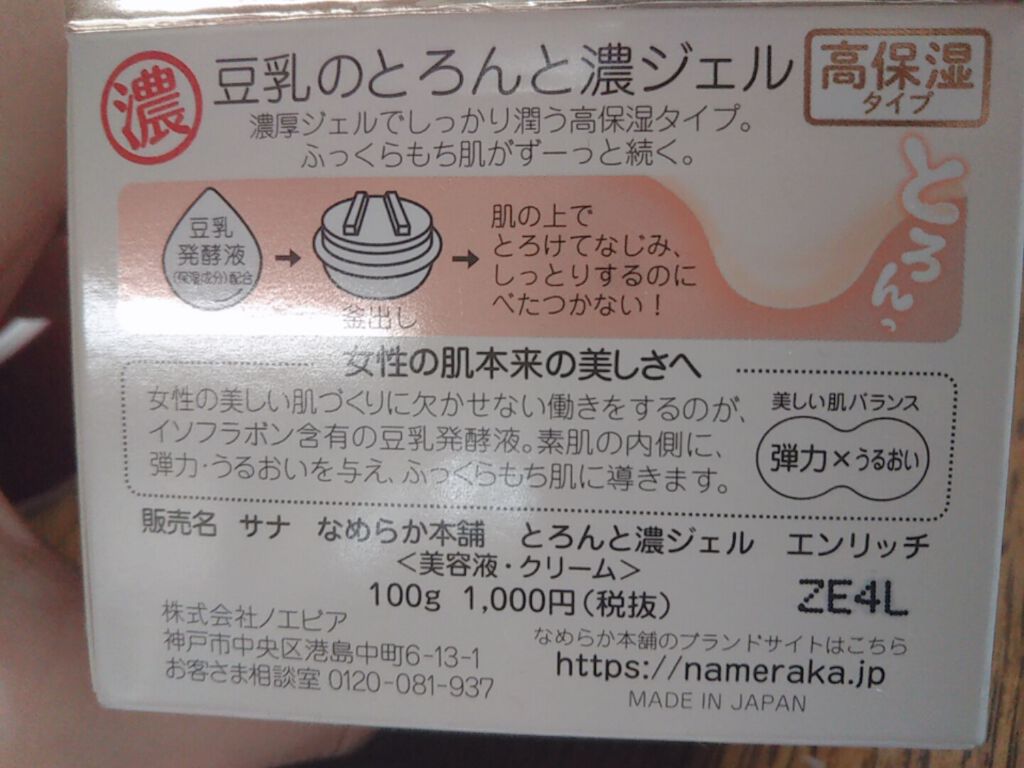 濃
豆乳のとろんと濃ジェル
高保湿
タイプ
濃厚ジェルでしっかり潤う高保湿タイプ。
ふっくらもち肌がずーっと続く。
豆乳
発酵液
(保湿成分)配合
釜出し
肌の上で
とろけてなじみ、
しっとりするのに
べたつかない!
とろんっ
女性の肌本来の美しさへ
女性の美しい肌づくりに欠かせない働きをするのが、
イソフラボン含有の豆乳発酵液。素肌の内側に、
弾力・うるおいを与え、ふっくらもち肌に導きます。
美しい肌バランス
弾力×うるおい
販売名 サナ なめらか本舗 とろんと濃ジェル エンリッチ
<美容液・クリーム>
100g 1,000円(税抜)
ZE4L
株式会社ノエビア
神戸市中央区港島中町6-13-1
お客さま相談室 0120-081-937
なめらか本舗のブランドサイトはこちら
https://nameraka.jp
MADE IN JAPAN